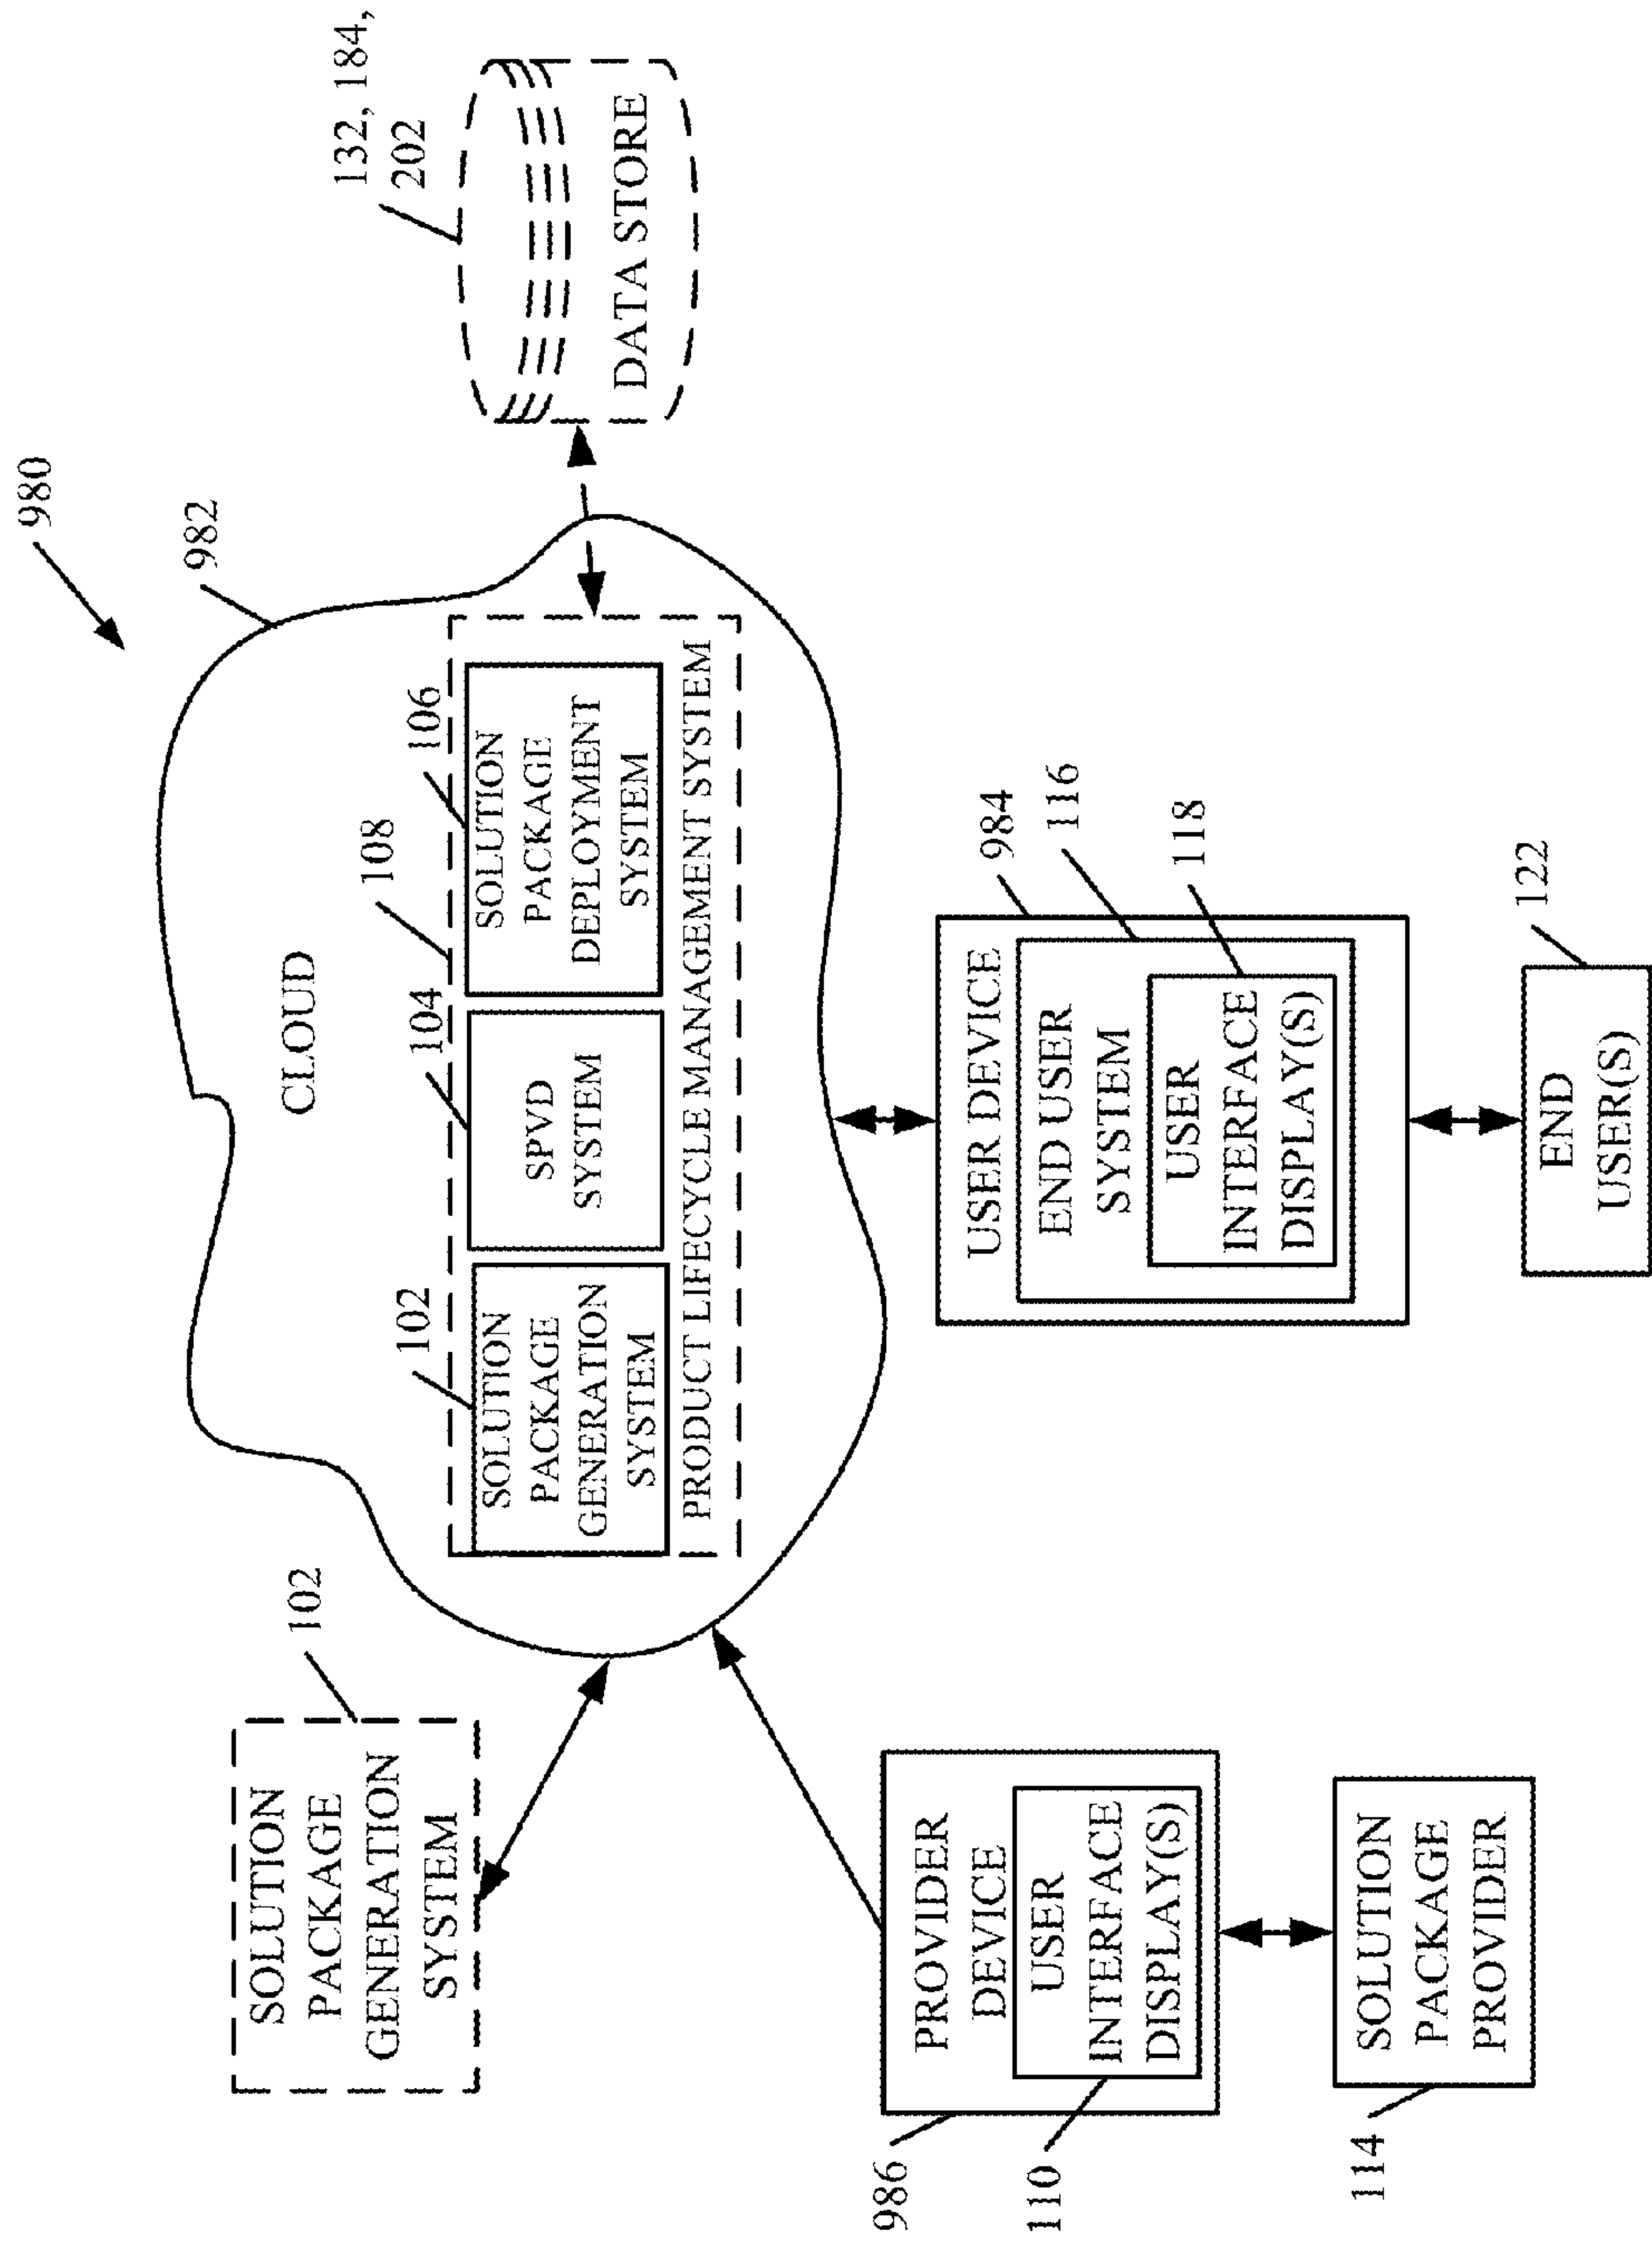 980
982
CLOUD
102
SOLUTION
PACKAGE
GENERATION
SYSTEM
132, 184,
202
DATA STORE
108
102
104
106
SOLUTION
PACKAGE
GENERATION
SYSTEM
SPVD
SYSTEM
SOLUTION
PACKAGE
DEPLOYMENT
SYSTEM
PRODUCT LIFECYCLE MANAGEMENT SYSTEM
986
PROVIDER
DEVICE
110
USER
INTERFACE
DISPLAY(S)
114
SOLUTION
PACKAGE
PROVIDER
984
USER DEVICE
116
END USER
SYSTEM
118
USER
INTERFACE
DISPLAY(S)
122
END
USER(S)